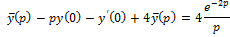 ȳ(p) − py(0) − y′(0) + 4ȳ(p) = 4 e^{−2p}/p